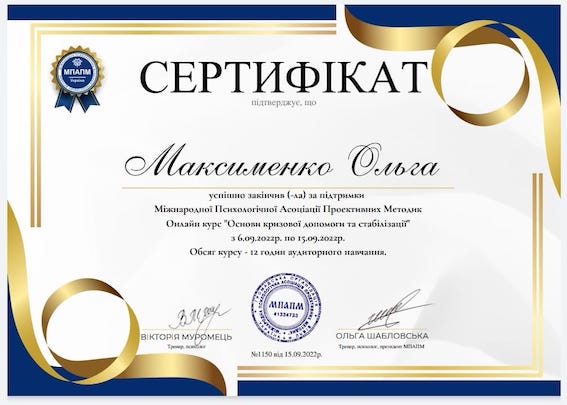 МПАПМ
Україна
СЕРТИФІКАТ
підтверджує, що
Максименко Ольга
успішно закінчив (-ла) за підтримки
Міжнародної Психологічної Асоціації Проективних Методик
Онлайн курс "Основи кризової допомоги та стабілізації"
з 6.09.2022р. по 15.09.2022р.
Обсяг курсу - 12 годин аудиторного навчання.
МПАПМ
41334733
ВІКТОРІЯ МУРОМЕЦЬ
Тренер, психолог
ОЛЬГА ШАБЛОВСЬКА
Тренер, психолог, президент МПАПМ
№1150 від 15.09.2022р.